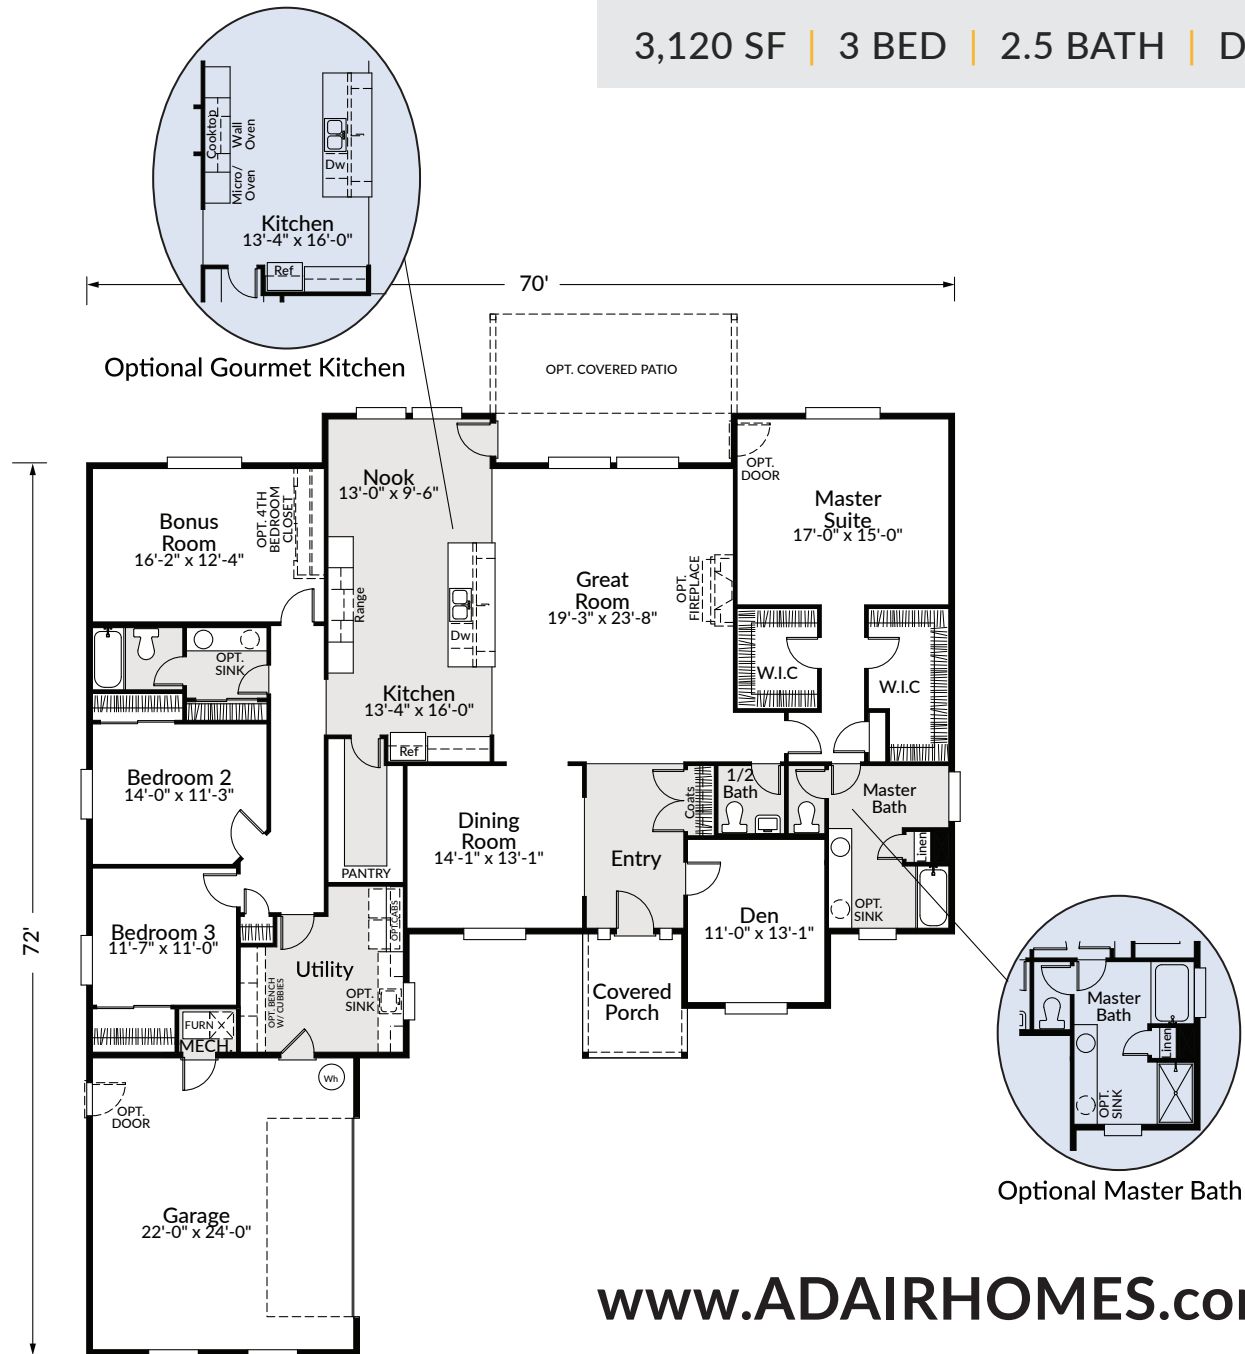 3,120 SF | 3 BED | 2.5 BATH | D
Cooktop
Wall
Oven
Micro/
Oven
Dw
Kitchen
13'-4" x 16'-0"
Ref
Optional Gourmet Kitchen
70'
OPT. COVERED PATIO
Nook
13'-0" x 9'-6"
OPT.
DOOR
Master
Suite
17'-0" x 15'-0"
Bonus
Room
16'-2" x 12'-4"
OPT. 4TH
BEDROOM
CLOSET
Range
Dw
Great
Room
19'-3" x 23'-8"
OPT.
FIREPLACE
OPT.
SINK
W.I.C
W.I.C
Kitchen
13'-4" x 16'-0"
Ref
Bedroom 2
14'-0" x 11'-3"
PANTRY
Dining
Room
14'-1" x 13'-1"
Entry
Coats
1/2
Bath
Master
Bath
Linen
OPT.
SINK
Den
11'-0" x 13'-1"
72'
Bedroom 3
11'-7" x 11'-0"
Utility
OPT.CABS
OPT. BENCH
W/ CUBBIES
OPT.
SINK
Covered
Porch
FURN X
MECH.
Wh
OPT.
DOOR
Garage
22'-0" x 24'-0"
Master
Bath
Linen
OPT.
SINK
Optional Master Bath
www.ADAIRHOMES.co